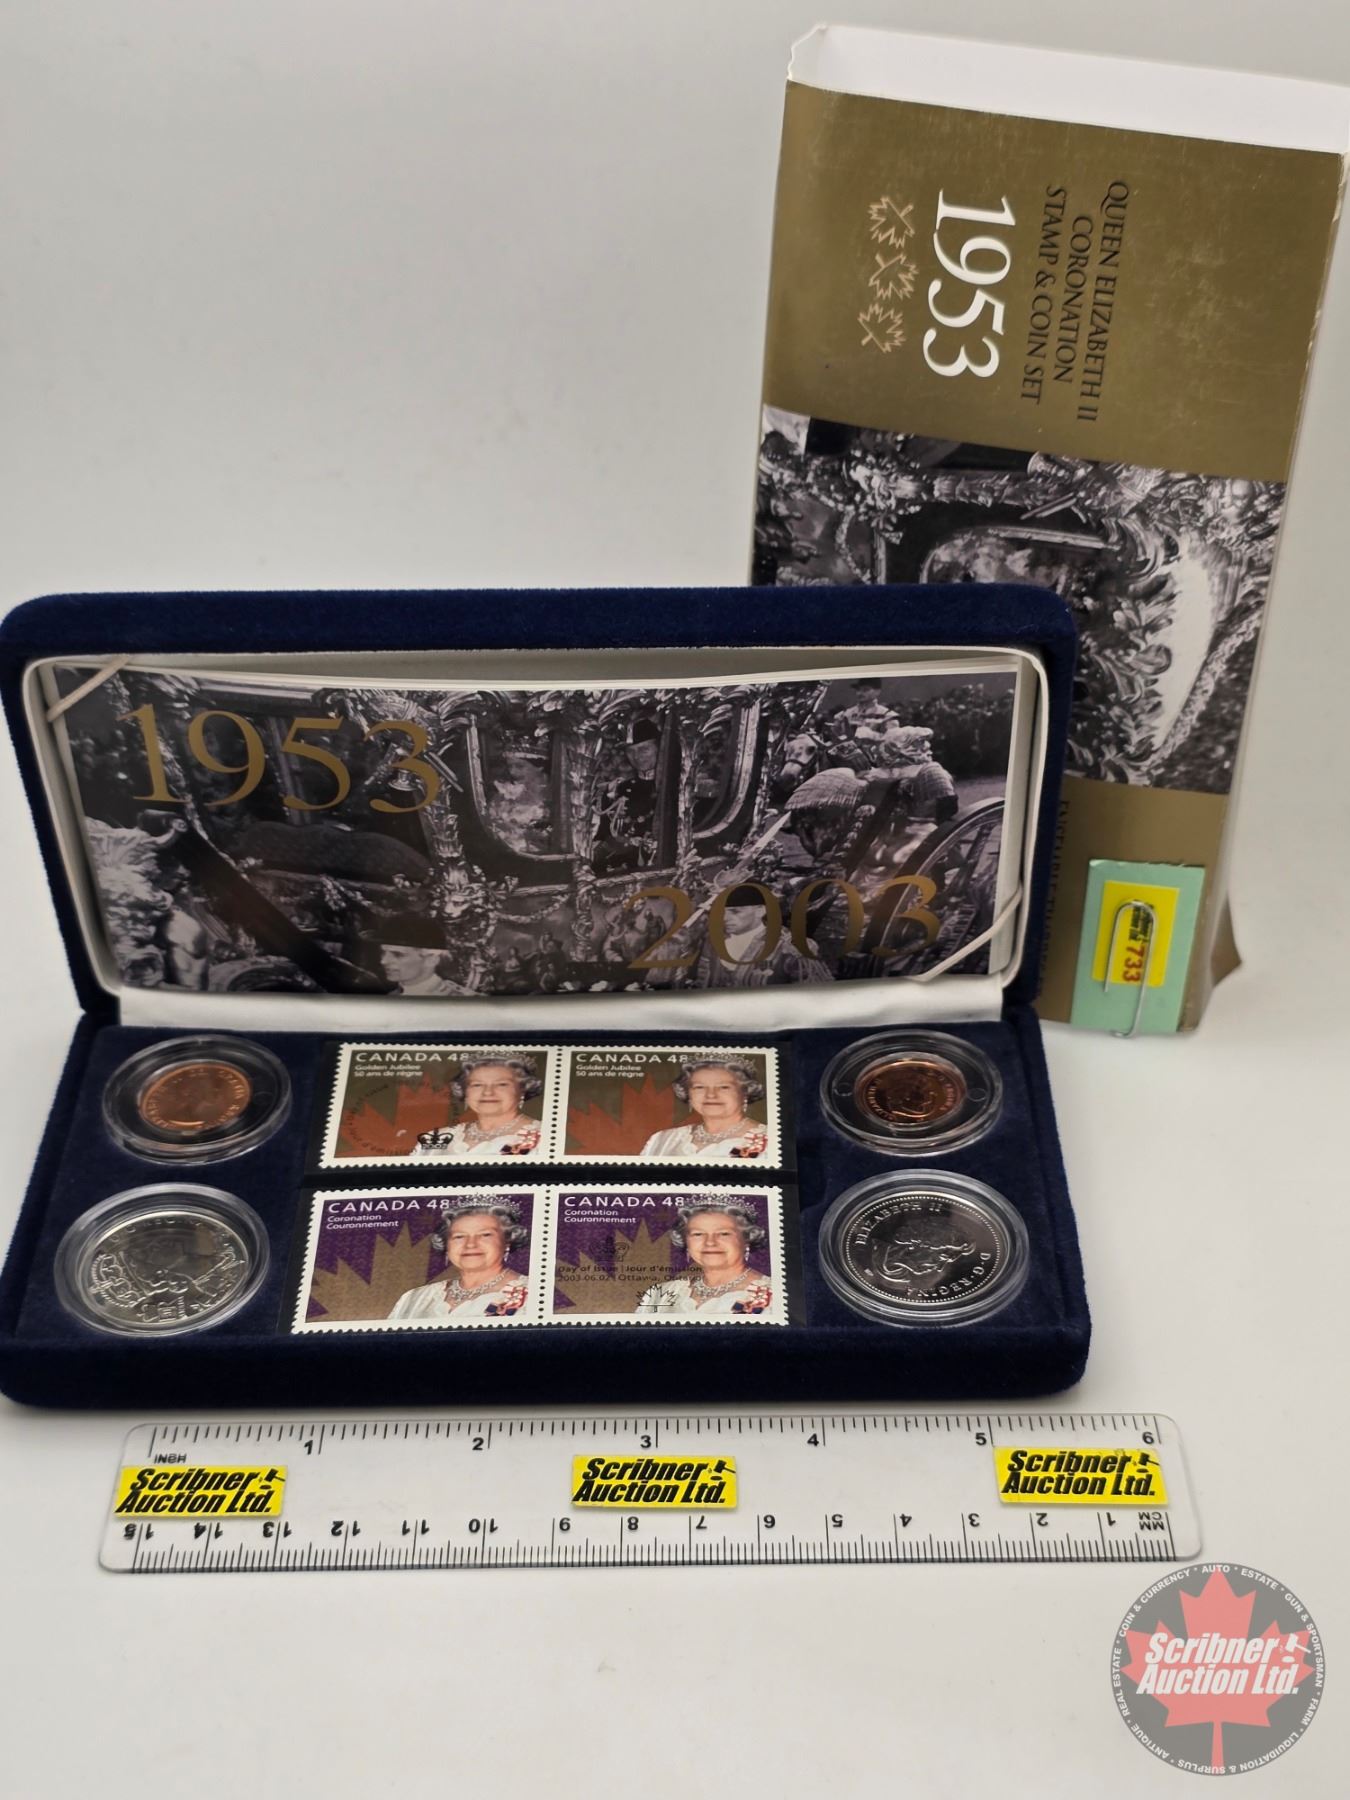 QUEEN ELIZABETH II
CORONATION
STAMP & COIN SET
1953
733
1953
2003
CANADA 48
Golden Jubilee
50 ans de règne
CANADA 48
Golden Jubilee
50 ans de règne
CANADA 48
Coronation
Couronnement
CANADA 48
Coronation
Couronnement
Day of Issue | Jour d'émission
2003.06.02 | Ottawa, Ontario
ELIZABETH II
D·G·REGINA
1 2 3 4 5 6
INCH
Scribner
Auction Ltd.
Scribner
Auction Ltd.
Scribner
Auction Ltd.
15 14 13 12 11 10 9 8 7 6 5 4 3 2 1
MM
CM
COIN & CURRENCY · AUTO · ESTATE · GUN & SPORTSMAN · FARM · LIQUIDATION & SURPLUS · ANTIQUE · REAL ESTATE ·
Scribner
Auction Ltd.